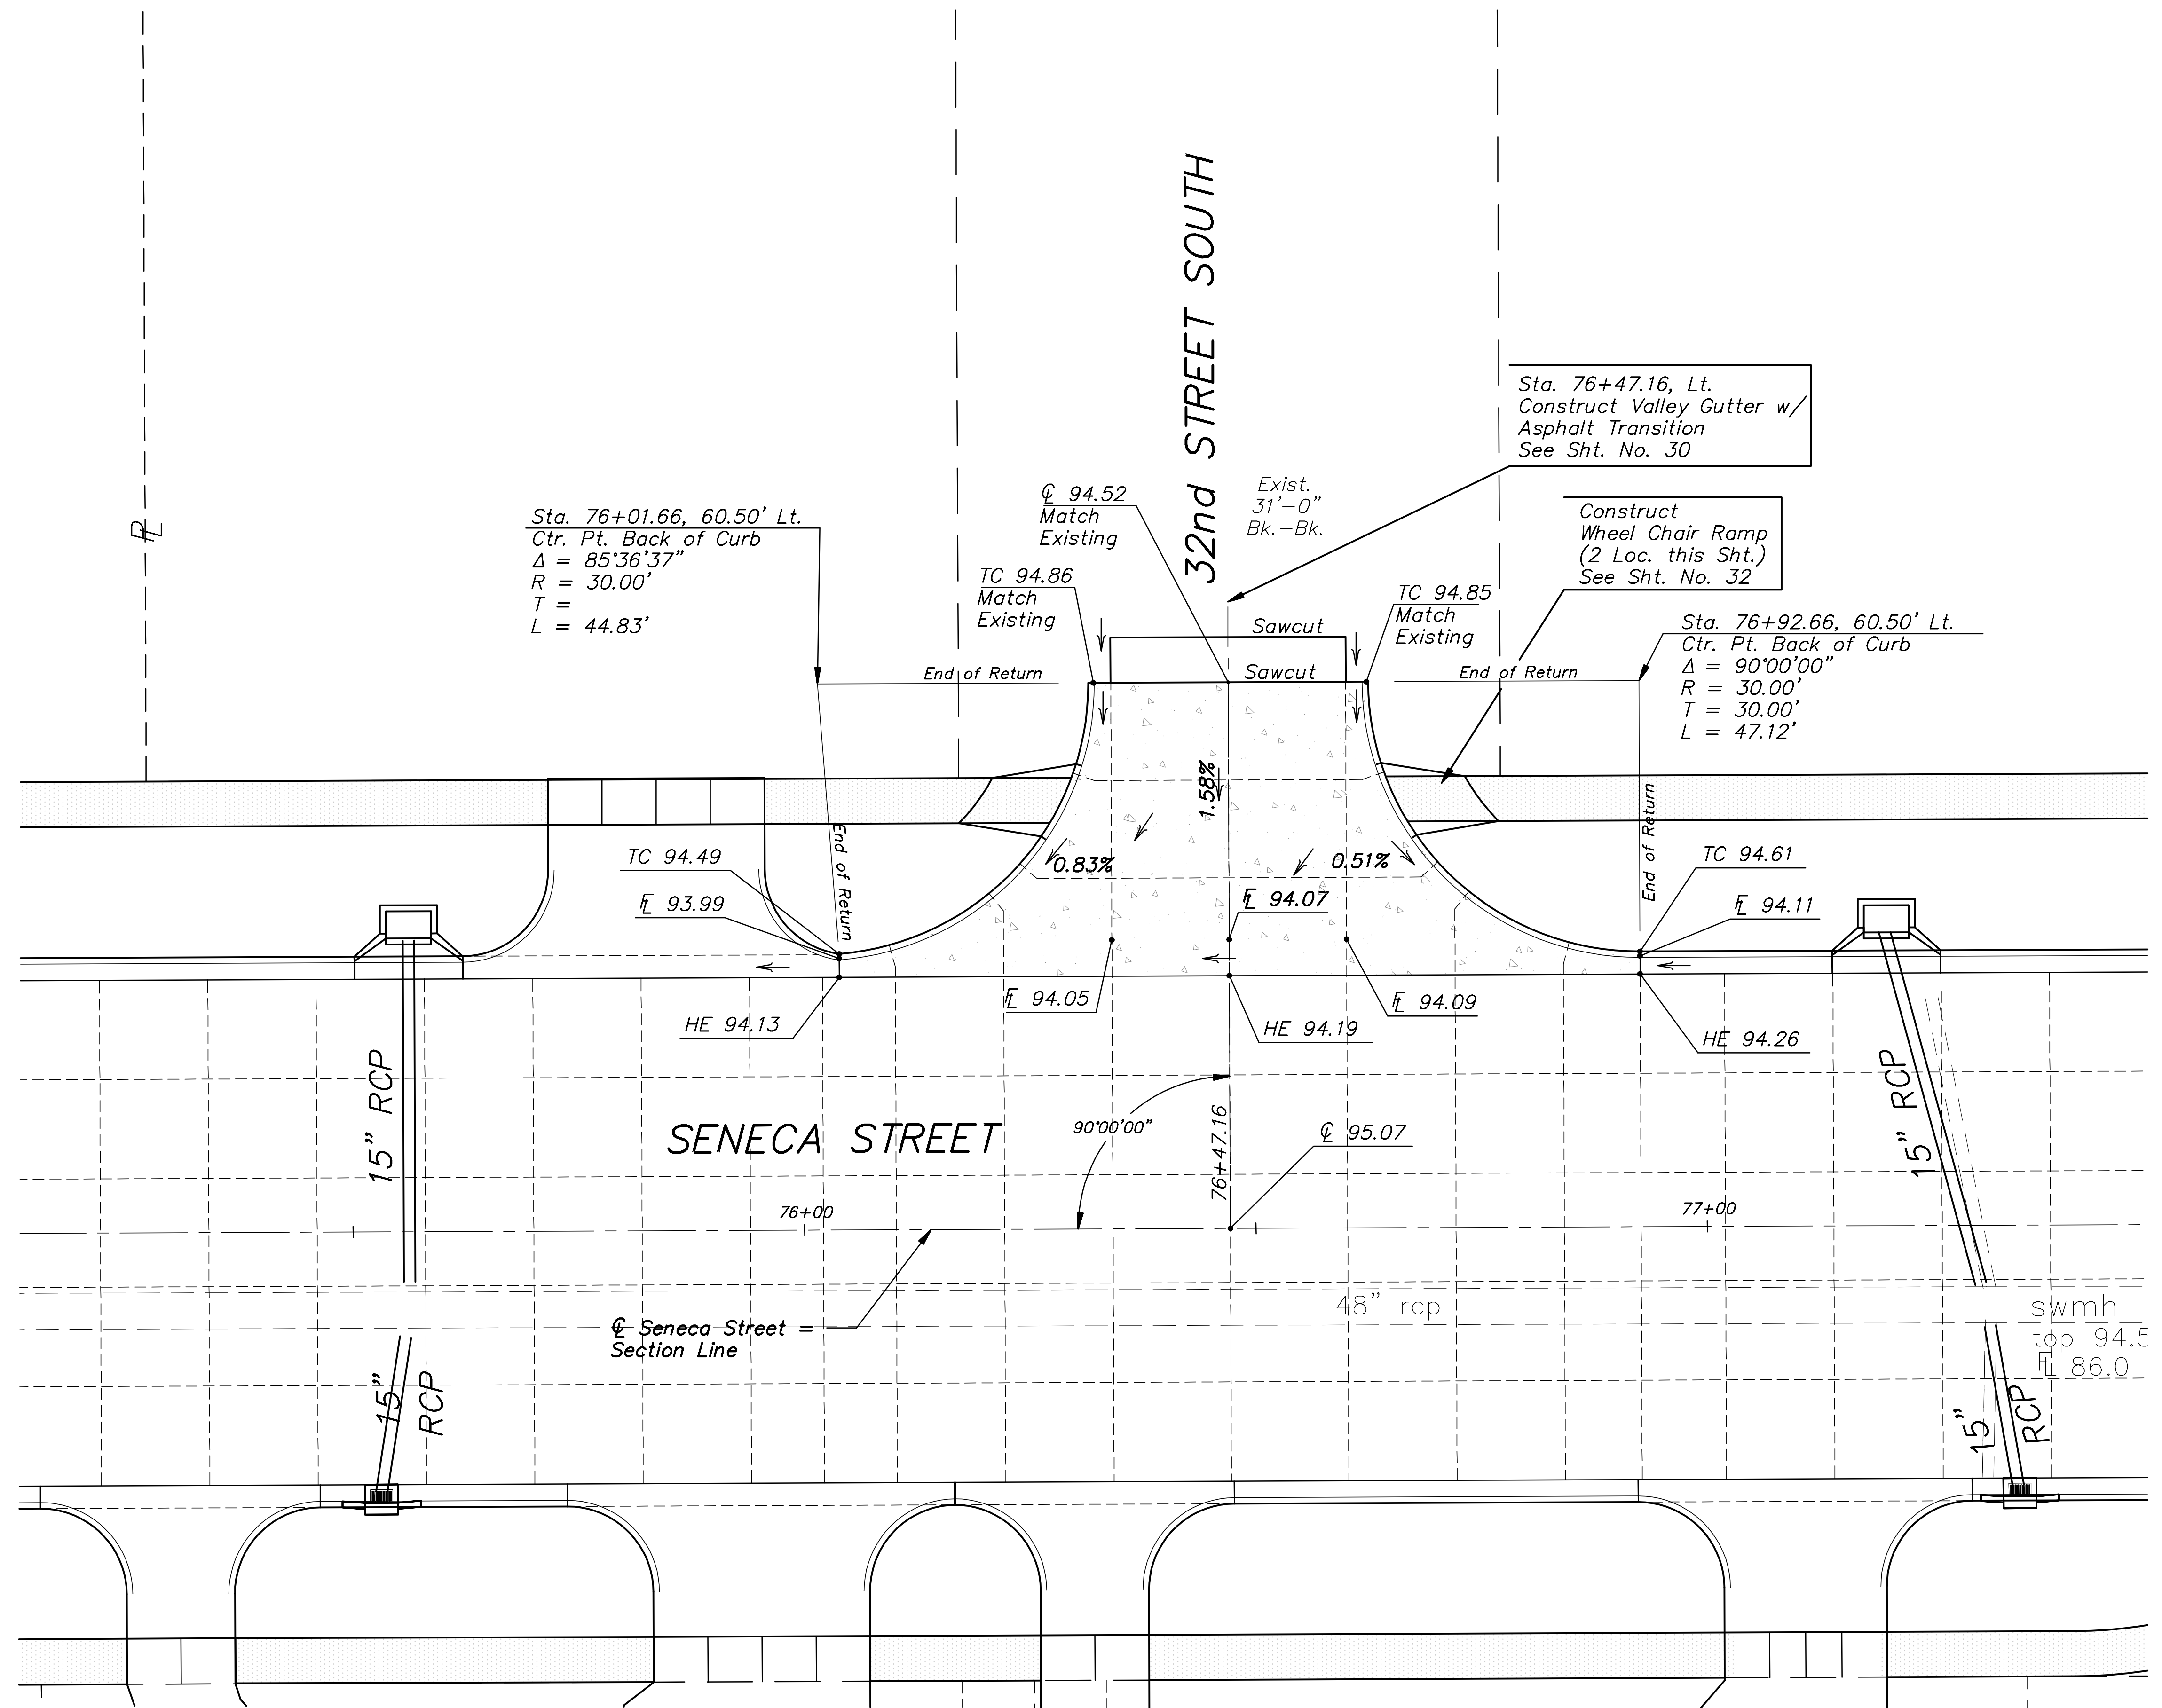 32nd STREET SOUTH
Sta. 76+47.16, Lt.
Construct Valley Gutter w/
Asphalt Transition
See Sht. No. 30
Exist.
31'-0"
Bk.-Bk.
℄ 94.52
Match
Existing
Construct
Wheel Chair Ramp
(2 Loc. this Sht.)
See Sht. No. 32
Sta. 76+01.66, 60.50' Lt.
Ctr. Pt. Back of Curb
Δ = 85°36'37"
R = 30.00'
T =
L = 44.83'
PL
TC 94.86
Match
Existing
TC 94.85
Match
Existing
Sta. 76+92.66, 60.50' Lt.
Ctr. Pt. Back of Curb
Δ = 90°00'00"
R = 30.00'
T = 30.00'
L = 47.12'
Sawcut
Sawcut
End of Return
End of Return
1.58%
End of Return
End of Return
TC 94.49
0.83%
0.51%
TC 94.61
FL 93.99
FL 94.07
FL 94.11
FL 94.05
FL 94.09
HE 94.13
HE 94.19
HE 94.26
15" RCP
15" RCP
SENECA STREET
90°00'00"
76+47.16
℄ 95.07
76+00
77+00
48" rcp
℄ Seneca Street =
Section Line
swmh
top 94.5
FL 86.0
15"
RCP
15"
RCP